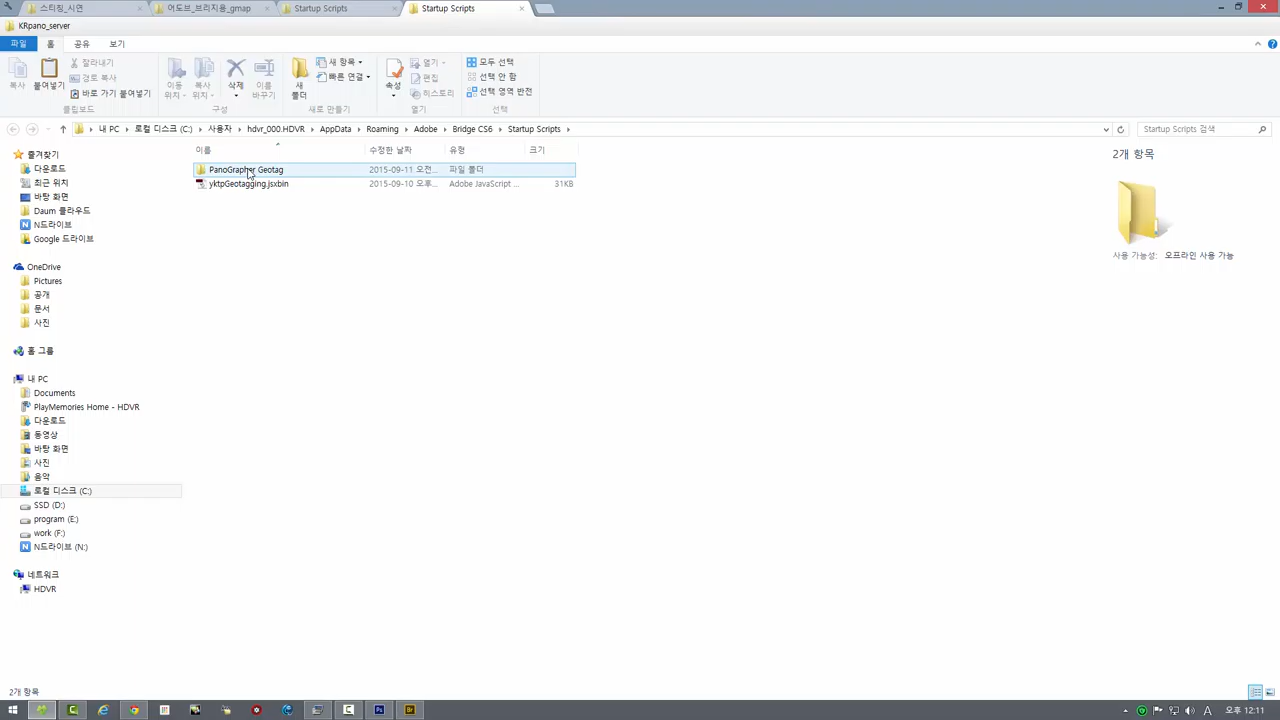 스티칭_시연
어도브_브리지용_gmap
Startup Scripts
Startup Scripts
KRpano_server
파일
홈
공유
보기
복사
붙여넣기
잘라내기
경로 복사
바로 가기 붙여넣기
클립보드
이동
위치
복사
위치
삭제
이름
바꾸기
구성
새
폴더
새 항목
빠른 연결
새로 만들기
속성
열기
편집
히스토리
열기
모두 선택
선택 안 함
선택 영역 반전
선택
내 PC
로컬 디스크 (C:)
사용자
hdvr_000.HDVR
AppData
Roaming
Adobe
Bridge CS6
Startup Scripts
Startup Scripts 검색
이름
수정한 날짜
유형
크기
PanoGrapher Geotag
2015-09-11 오전...
파일 폴더
yktpGeotagging.jsxbin
2015-09-10 오후...
Adobe JavaScript ...
31KB
즐겨찾기
다운로드
최근 위치
바탕 화면
Daum 클라우드
N드라이브
Google 드라이브
OneDrive
Pictures
공개
문서
사진
홈 그룹
내 PC
Documents
PlayMemories Home - HDVR
다운로드
동영상
바탕 화면
사진
음악
로컬 디스크 (C:)
SSD (D:)
program (E:)
work (F:)
N드라이브 (N:)
네트워크
HDVR
2개 항목
사용 가능성:
오프라인 사용 가능
2개 항목
Ps
Br
A
오후 12:11